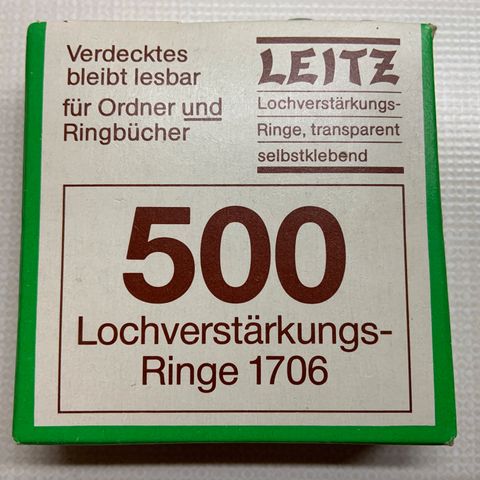 Verdecktes
bleibt lesbar
für Ordner und
Ringbücher
LEITZ
Lochverstärkungs-
Ringe, transparent
selbstklebend
500
Lochverstärkungs-
Ringe 1706